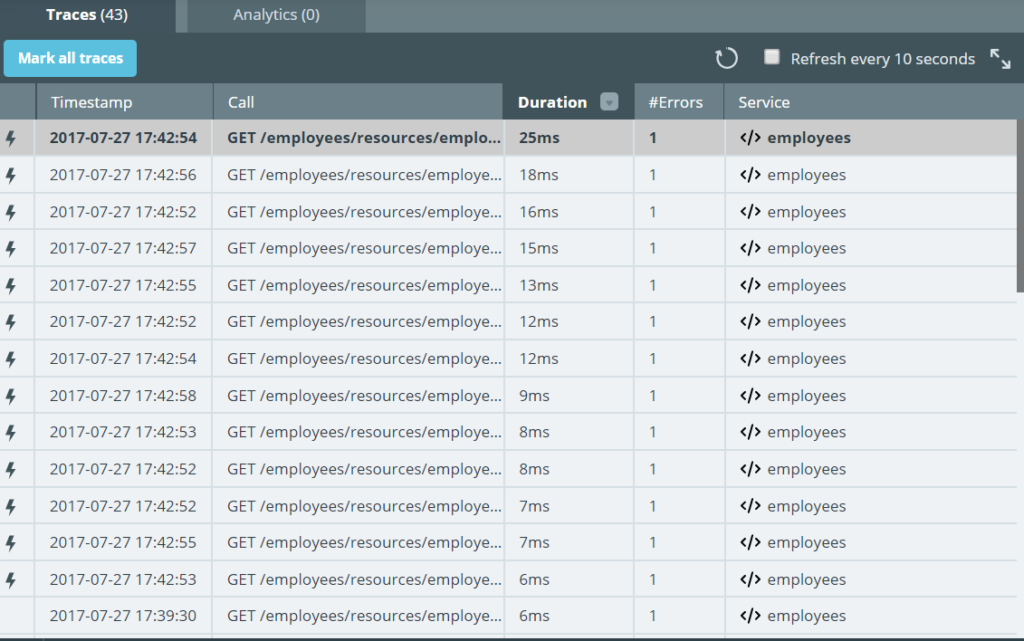 Traces (43) Analytics (0)
Mark all traces Refresh every 10 seconds
Timestamp Call Duration #Errors Service
2017-07-27 17:42:54 GET /employees/resources/emplo... 25ms 1 </> employees
2017-07-27 17:42:56 GET /employees/resources/employe... 18ms 1 </> employees
2017-07-27 17:42:52 GET /employees/resources/employe... 16ms 1 </> employees
2017-07-27 17:42:57 GET /employees/resources/employe... 15ms 1 </> employees
2017-07-27 17:42:55 GET /employees/resources/employe... 13ms 1 </> employees
2017-07-27 17:42:52 GET /employees/resources/employe... 12ms 1 </> employees
2017-07-27 17:42:54 GET /employees/resources/employe... 12ms 1 </> employees
2017-07-27 17:42:58 GET /employees/resources/employe... 9ms 1 </> employees
2017-07-27 17:42:53 GET /employees/resources/employe... 8ms 1 </> employees
2017-07-27 17:42:52 GET /employees/resources/employe... 8ms 1 </> employees
2017-07-27 17:42:52 GET /employees/resources/employe... 7ms 1 </> employees
2017-07-27 17:42:55 GET /employees/resources/employe... 7ms 1 </> employees
2017-07-27 17:42:53 GET /employees/resources/employe... 6ms 1 </> employees
2017-07-27 17:39:30 GET /employees/resources/employe... 6ms 1 </> employees